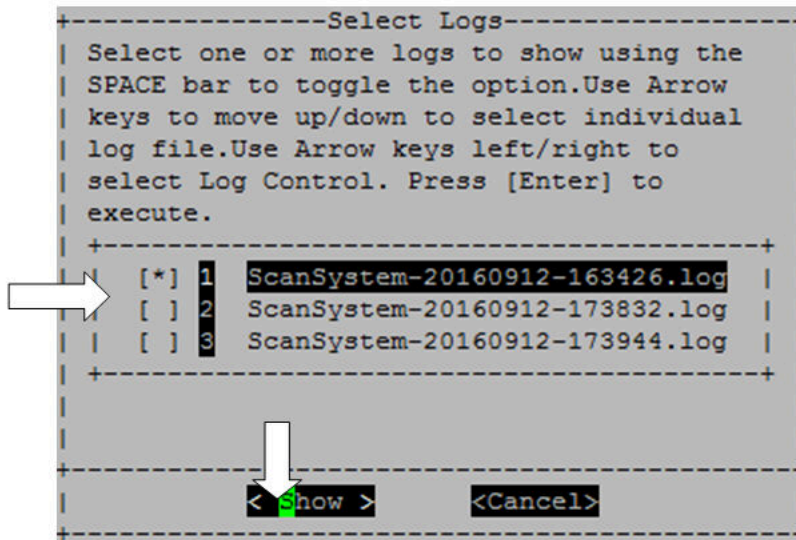 Select Logs
Select one or more logs to show using the
SPACE bar to toggle the option.Use Arrow
keys to move up/down to select individual
log file.Use Arrow keys left/right to
select Log Control. Press [Enter] to
execute.
[*] 1 ScanSystem-20160912-163426.log
[ ] 2 ScanSystem-20160912-173832.log
[ ] 3 ScanSystem-20160912-173944.log
< Show > <Cancel>